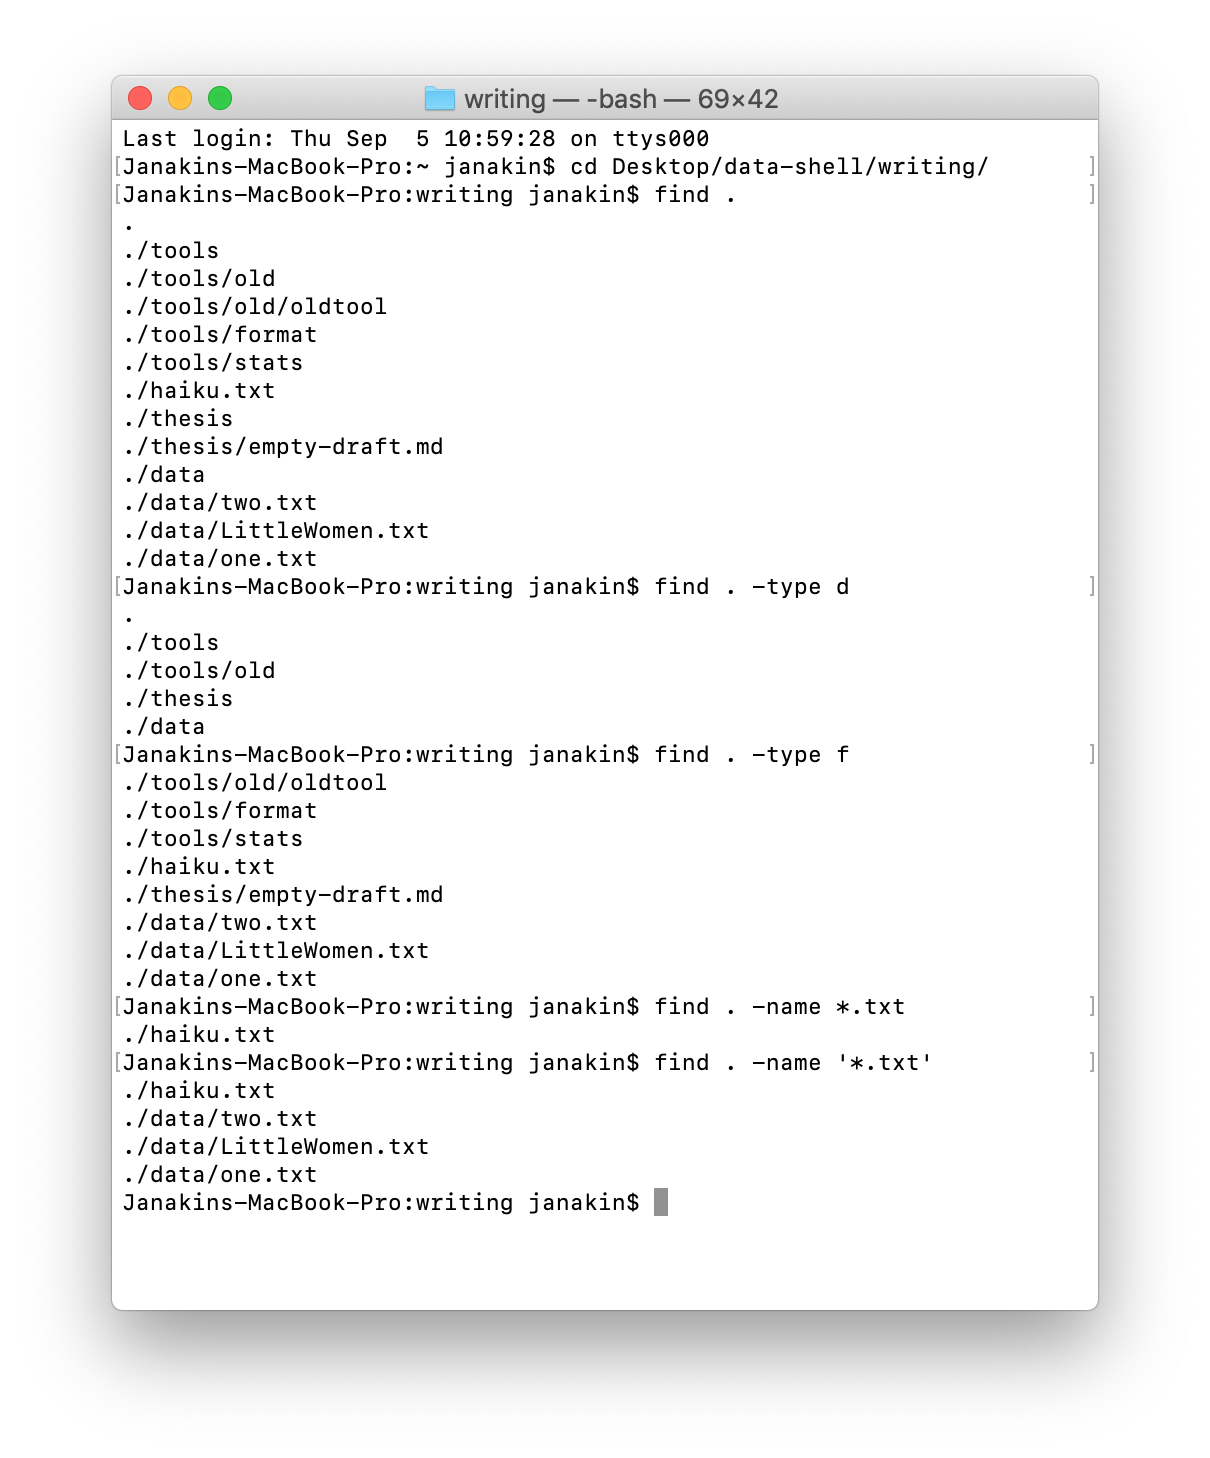 writing — -bash — 69×42
Last login: Thu Sep  5 10:59:28 on ttys000
[Janakins-MacBook-Pro:~ janakin$ cd Desktop/data-shell/writing/ ]
[Janakins-MacBook-Pro:writing janakin$ find . ]
.
./tools
./tools/old
./tools/old/oldtool
./tools/format
./tools/stats
./haiku.txt
./thesis
./thesis/empty-draft.md
./data
./data/two.txt
./data/LittleWomen.txt
./data/one.txt
[Janakins-MacBook-Pro:writing janakin$ find . -type d ]
.
./tools
./tools/old
./thesis
./data
[Janakins-MacBook-Pro:writing janakin$ find . -type f ]
./tools/old/oldtool
./tools/format
./tools/stats
./haiku.txt
./thesis/empty-draft.md
./data/two.txt
./data/LittleWomen.txt
./data/one.txt
[Janakins-MacBook-Pro:writing janakin$ find . -name *.txt ]
./haiku.txt
[Janakins-MacBook-Pro:writing janakin$ find . -name '*.txt' ]
./haiku.txt
./data/two.txt
./data/LittleWomen.txt
./data/one.txt
Janakins-MacBook-Pro:writing janakin$